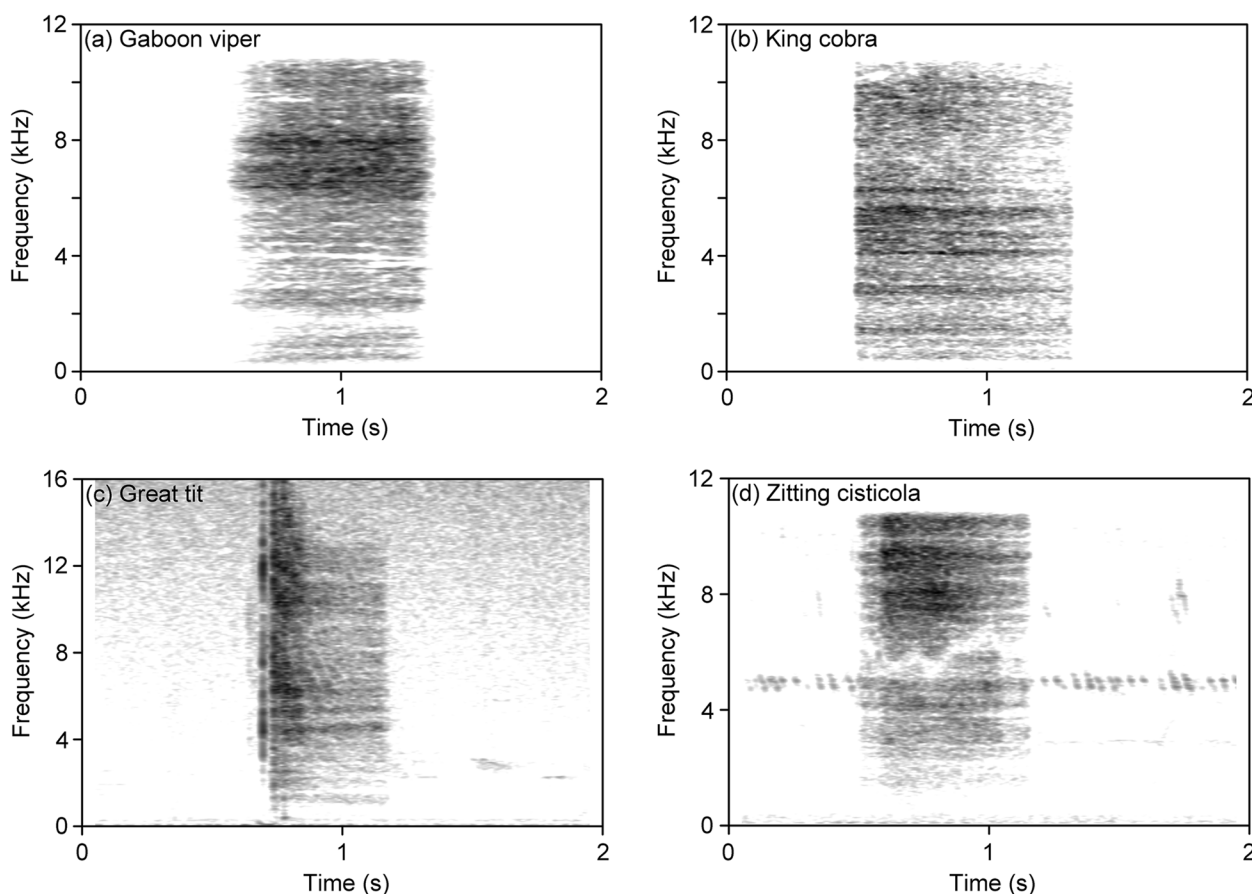 (a) Gaboon viper
12
8
4
0
Frequency (kHz)
0 1 2
Time (s)
(b) King cobra
12
8
4
0
Frequency (kHz)
0 1 2
Time (s)
(c) Great tit
16
12
8
4
0
Frequency (kHz)
0 1 2
Time (s)
(d) Zitting cisticola
12
8
4
0
Frequency (kHz)
0 1 2
Time (s)